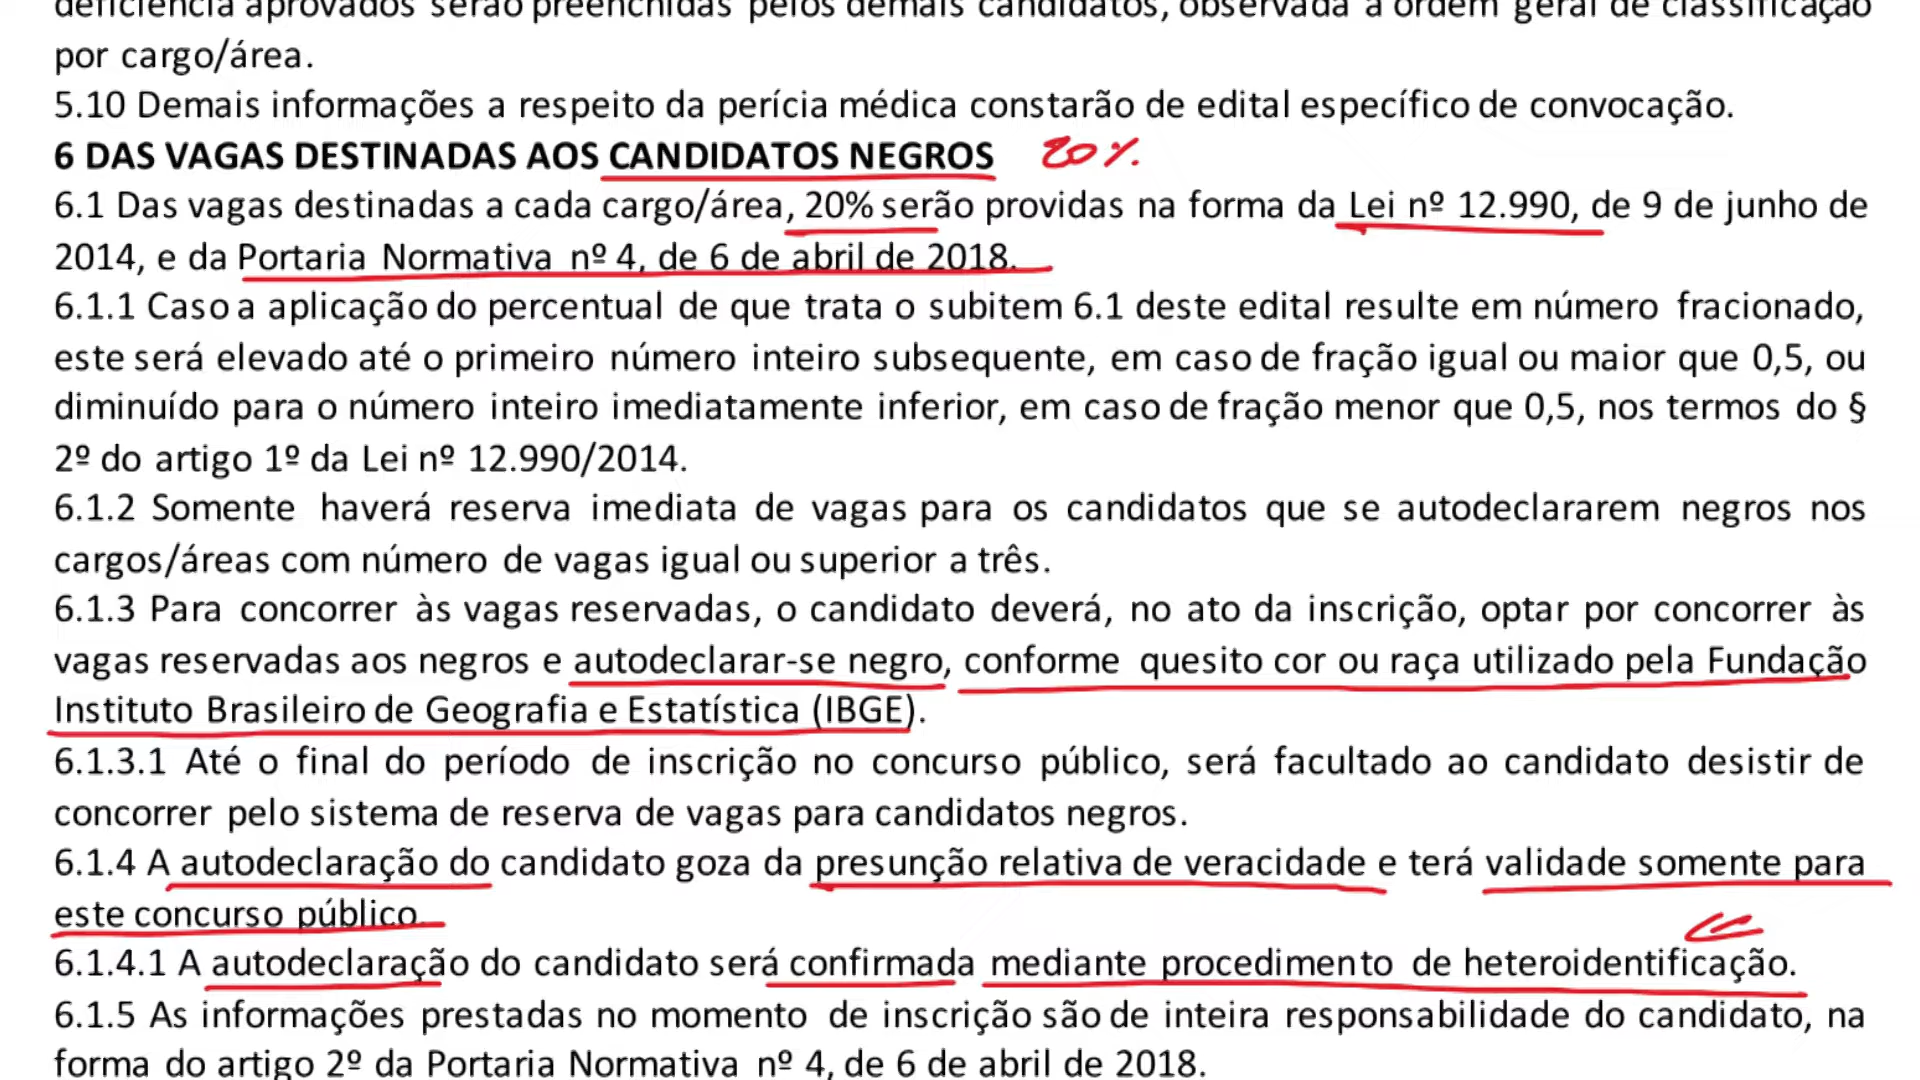 deficiência aprovados serão preenchidas pelos demais candidatos, observada a ordem geral de classificação
por cargo/área.
5.10 Demais informações a respeito da perícia médica constarão de edital específico de convocação.
6 DAS VAGAS DESTINADAS AOS CANDIDATOS NEGROS 20%
6.1 Das vagas destinadas a cada cargo/área, 20% serão providas na forma da Lei nº 12.990, de 9 de junho de
2014, e da Portaria Normativa nº 4, de 6 de abril de 2018.
6.1.1 Caso a aplicação do percentual de que trata o subitem 6.1 deste edital resulte em número fracionado,
este será elevado até o primeiro número inteiro subsequente, em caso de fração igual ou maior que 0,5, ou
diminuído para o número inteiro imediatamente inferior, em caso de fração menor que 0,5, nos termos do §
2º do artigo 1º da Lei nº 12.990/2014.
6.1.2 Somente haverá reserva imediata de vagas para os candidatos que se autodeclararem negros nos
cargos/áreas com número de vagas igual ou superior a três.
6.1.3 Para concorrer às vagas reservadas, o candidato deverá, no ato da inscrição, optar por concorrer às
vagas reservadas aos negros e autodeclarar-se negro, conforme quesito cor ou raça utilizado pela Fundação
Instituto Brasileiro de Geografia e Estatística (IBGE).
6.1.3.1 Até o final do período de inscrição no concurso público, será facultado ao candidato desistir de
concorrer pelo sistema de reserva de vagas para candidatos negros.
6.1.4 A autodeclaração do candidato goza da presunção relativa de veracidade e terá validade somente para
este concurso público.
6.1.4.1 A autodeclaração do candidato será confirmada mediante procedimento de heteroidentificação.
6.1.5 As informações prestadas no momento de inscrição são de inteira responsabilidade do candidato, na
forma do artigo 2º da Portaria Normativa nº 4, de 6 de abril de 2018.